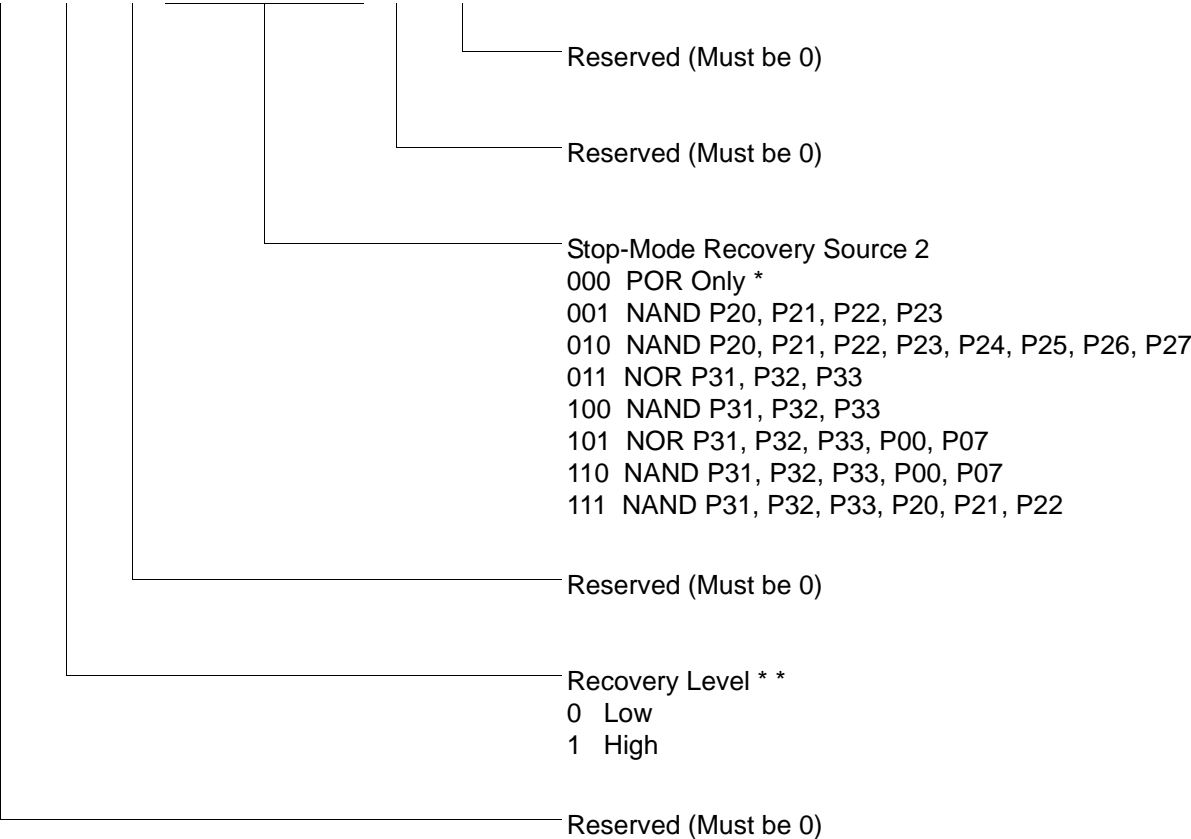 Reserved (Must be 0)
Reserved (Must be 0)
Stop-Mode Recovery Source 2
000 POR Only *
001 NAND P20, P21, P22, P23
010 NAND P20, P21, P22, P23, P24, P25, P26, P27
011 NOR P31, P32, P33
100 NAND P31, P32, P33
101 NOR P31, P32, P33, P00, P07
110 NAND P31, P32, P33, P00, P07
111 NAND P31, P32, P33, P20, P21, P22
Reserved (Must be 0)
Recovery Level * *
0 Low
1 High
Reserved (Must be 0)